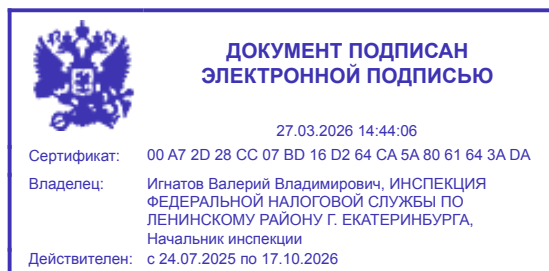 ДОКУМЕНТ ПОДПИСАН
ЭЛЕКТРОННОЙ ПОДПИСЬЮ
27.03.2026 14:44:06
Сертификат: 00 A7 2D 28 CC 07 BD 16 D2 64 CA 5A 80 61 64 3A DA
Владелец: Игнатов Валерий Владимирович, ИНСПЕКЦИЯ
ФЕДЕРАЛЬНОЙ НАЛОГОВОЙ СЛУЖБЫ ПО
ЛЕНИНСКОМУ РАЙОНУ Г. ЕКАТЕРИНБУРГА,
Начальник инспекции
Действителен: с 24.07.2025 по 17.10.2026